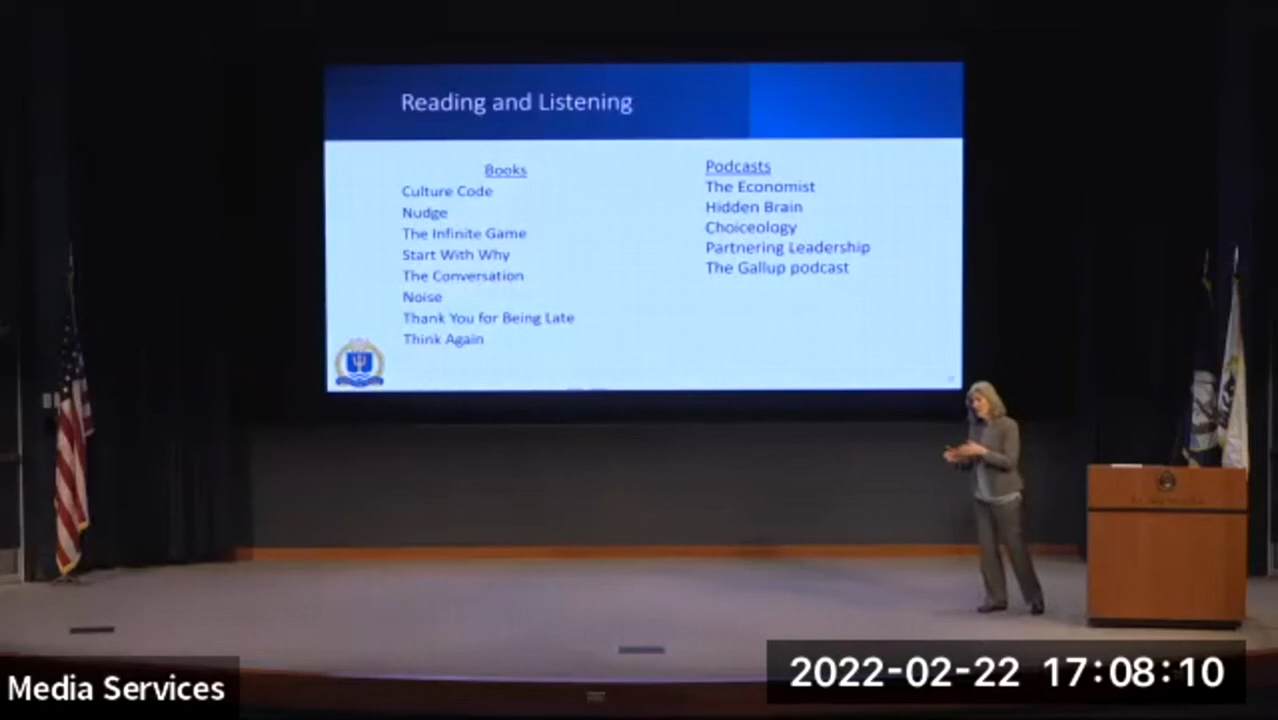 Reading and Listening
Books
Culture Code
Nudge
The Infinite Game
Start With Why
The Conversation
Noise
Thank You for Being Late
Think Again
Podcasts
The Economist
Hidden Brain
Choiceology
Partnering Leadership
The Gallup podcast
Media Services
2022-02-22 17:08:10